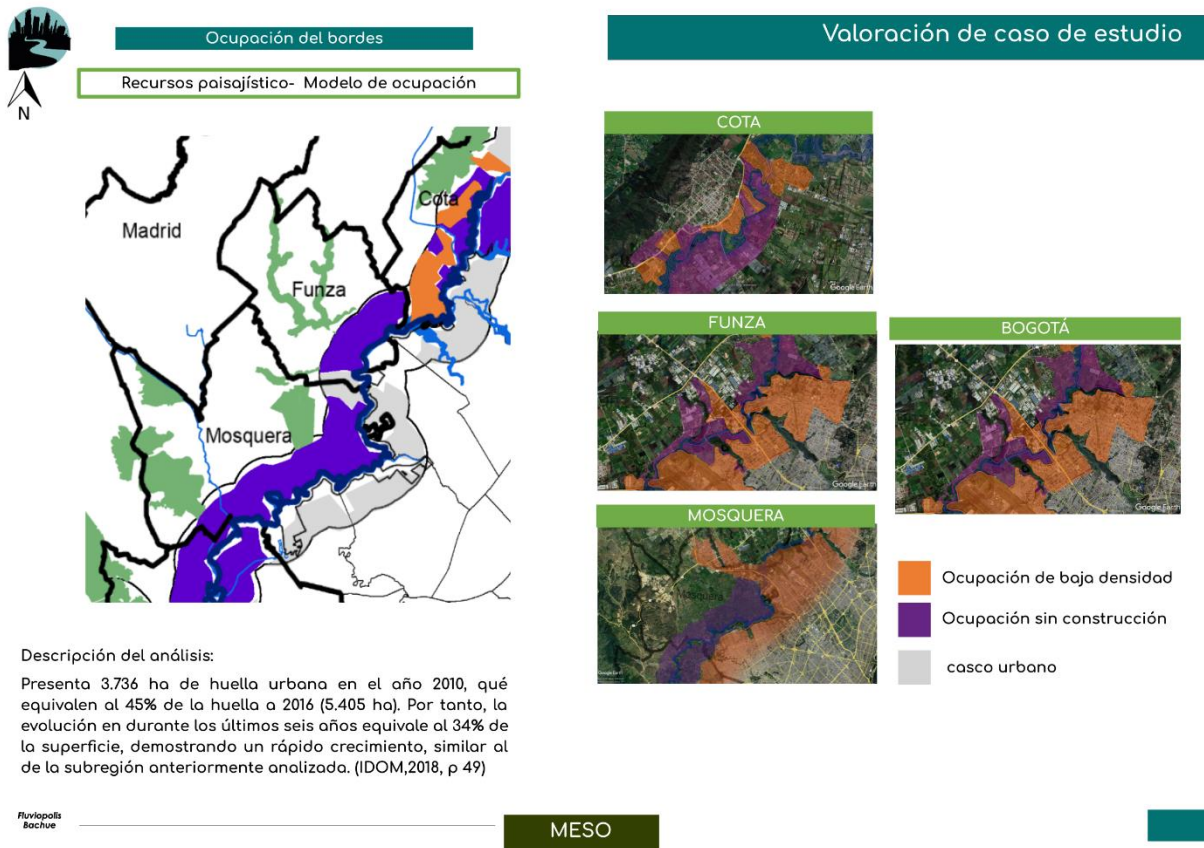 Ocupación del bordes
Recursos paisajístico- Modelo de ocupación
N
Madrid
Cota
Funza
Mosquera
Descripción del análisis:
Presenta 3.736 ha de huella urbana en el año 2010, qué
equivalen al 45% de la huella a 2016 (5.405 ha). Por tanto, la
evolución en durante los últimos seis años equivale al 34% de
la superficie, demostrando un rápido crecimiento, similar al
de la subregión anteriormente analizada. (IDOM,2018, p 49)
Valoración de caso de estudio
COTA
Google Earth
FUNZA
Google Earth
BOGOTÁ
Google Earth
MOSQUERA
Mosquera
Ocupación de baja densidad
Ocupación sin construcción
casco urbano
Fluviopolis
Bachue
MESO